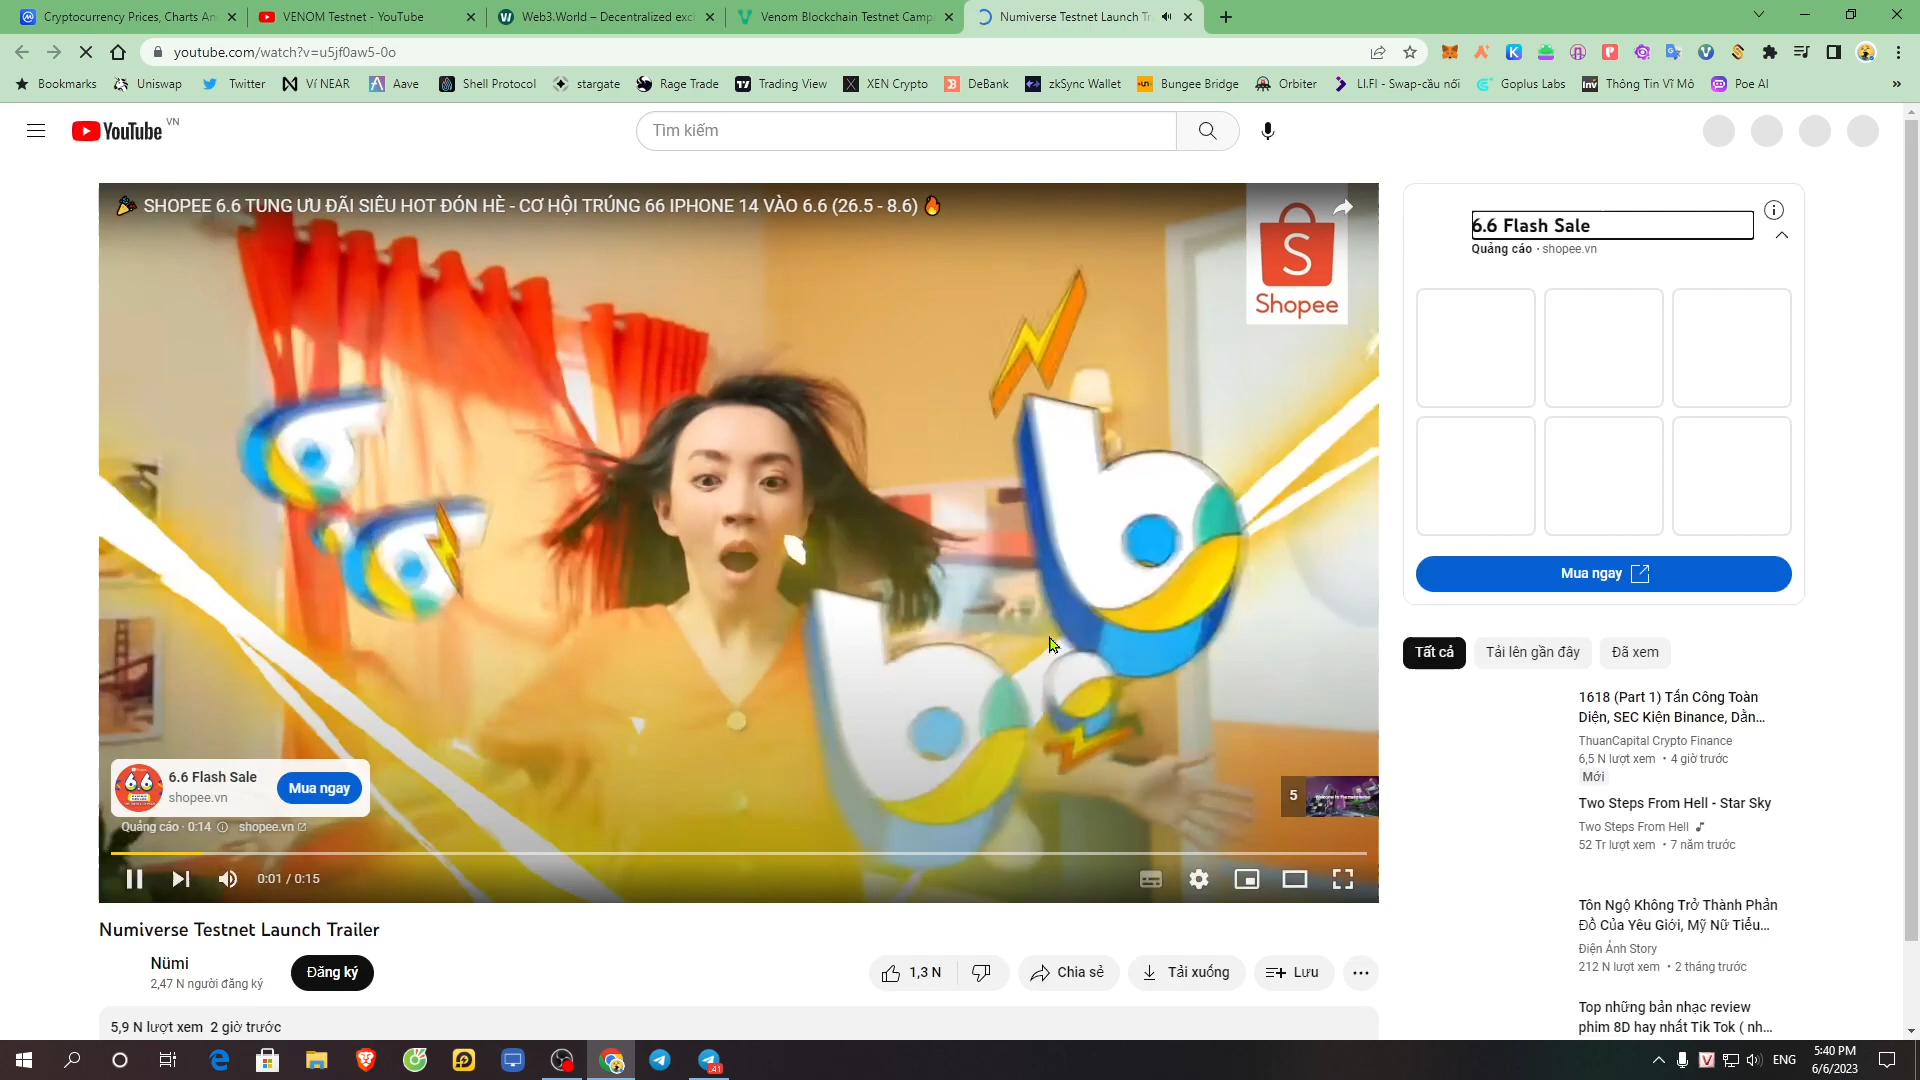 Cryptocurrency Prices, Charts An
VENOM Testnet - YouTube
Web3.World – Decentralized exc
Venom Blockchain Testnet Campa
Numiverse Testnet Launch Tr
youtube.com/watch?v=u5jf0aw5-0o
Bookmarks
Uniswap
Twitter
Ví NEAR
Aave
Shell Protocol
stargate
Rage Trade
Trading View
XEN Crypto
DeBank
zkSync Wallet
Bungee Bridge
Orbiter
LI.FI - Swap-cầu nối
Goplus Labs
Thông Tin Vĩ Mô
Poe AI
»
YouTube VN
Tìm kiếm
SHOPEE 6.6 TUNG ƯU ĐÃI SIÊU HOT ĐÓN HÈ - CƠ HỘI TRÚNG 66 IPHONE 14 VÀO 6.6 (26.5 - 8.6)
Shopee
6.6 Flash Sale
shopee.vn
Mua ngay
Quảng cáo · 0:14
shopee.vn
5
0:01 / 0:15
Numiverse Testnet Launch Trailer
Nümi
2,47 N người đăng ký
Đăng ký
1,3 N
Chia sẻ
Tải xuống
Lưu
5,9 N lượt xem 2 giờ trước
6.6 Flash Sale
Quảng cáo · shopee.vn
Mua ngay
Tất cả
Tải lên gần đây
Đã xem
1618 (Part 1) Tấn Công Toàn
Diện, SEC Kiện Binance, Dằn...
ThuanCapital Crypto Finance
6,5 N lượt xem • 4 giờ trước
Mới
Two Steps From Hell - Star Sky
Two Steps From Hell
52 Tr lượt xem • 7 năm trước
Tôn Ngộ Không Trở Thành Phản
Đồ Của Yêu Giới, Mỹ Nữ Tiểu...
Điện Ảnh Story
212 N lượt xem • 2 tháng trước
Top những bản nhạc review
phim 8D hay nhất Tik Tok ( nh...
41
ENG
5:40 PM
6/6/2023